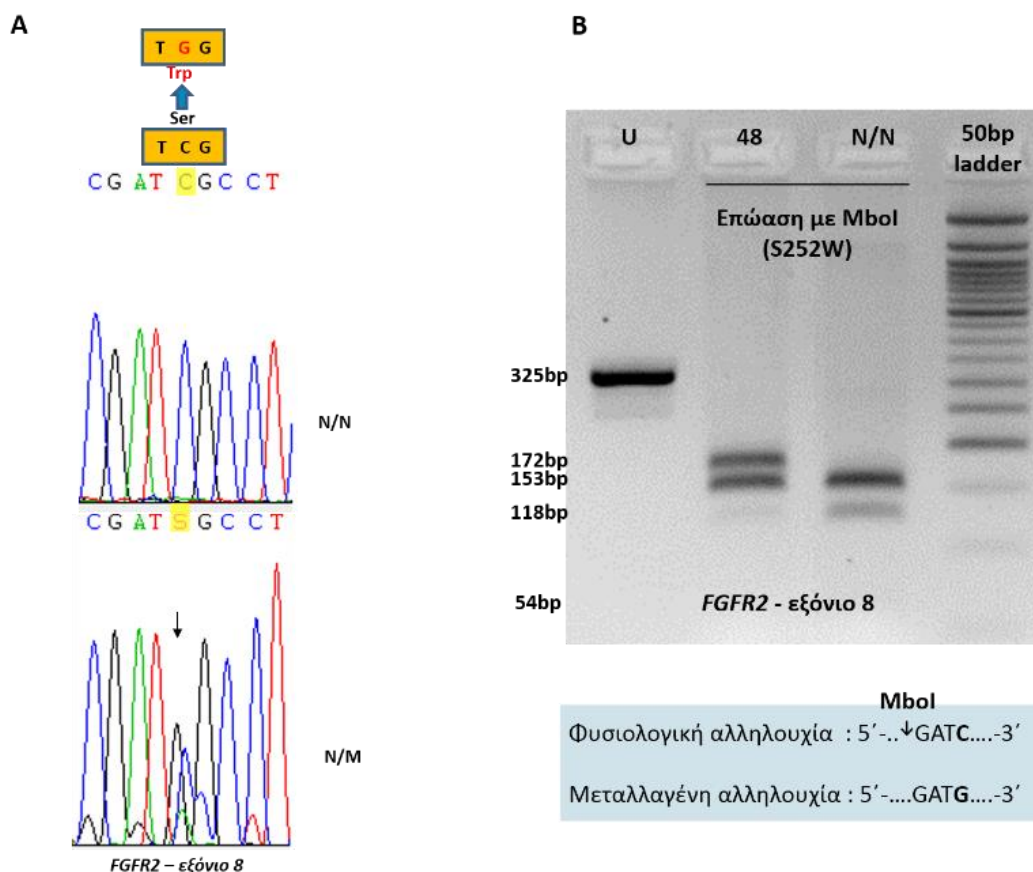 A
T G G
Trp
Ser
T C G
C G A T C G C C T
N/N
C G A T S G C C T
N/M
FGFR2 – εξόνιο 8
B
U 48 N/N 50bp
ladder
Επώαση με MboI
(S252W)
325bp
172bp
153bp
118bp
54bp
FGFR2 - εξόνιο 8
MboI
Φυσιολογική αλληλουχία : 5΄-..↓GATC....-3΄
Μεταλλαγένη αλληλουχία : 5΄-....GATG....-3΄